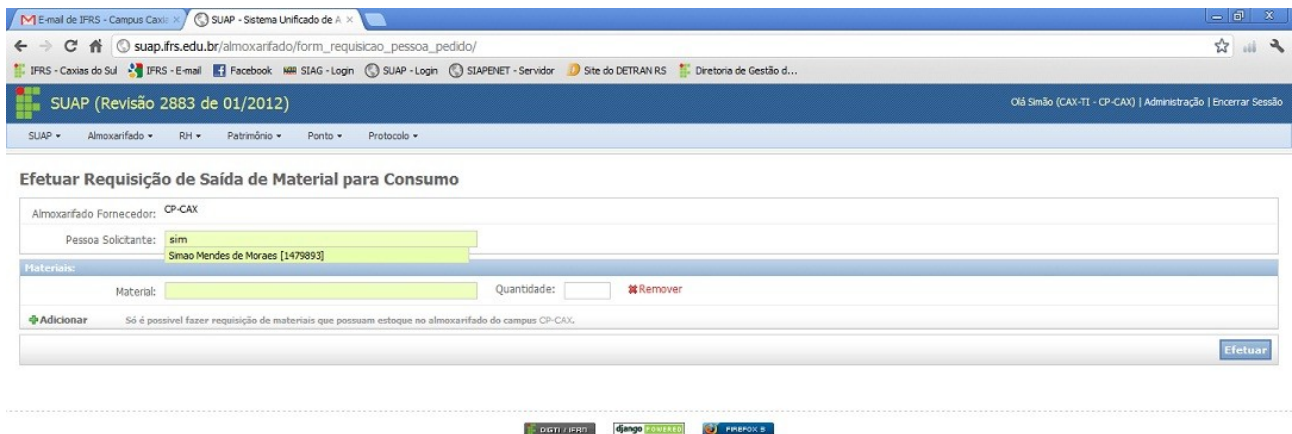 E-mail de IFRS - Campus Caxia
SUAP - Sistema Unificado de A
suap.ifrs.edu.br/almoxarifado/form_requisicao_pessoa_pedido/
IFRS - Caxias do Sul IFRS - E-mail Facebook SIAG - Login SUAP - Login SIAPENET - Servidor Site do DETRAN RS Diretoria de Gestão d...
SUAP (Revisão 2883 de 01/2012)
Olá Simão (CAX-TI - CP-CAX) | Administração | Encerrar Sessão
SUAP Almoxarifado RH Patrimônio Ponto Protocolo
Efetuar Requisição de Saída de Material para Consumo
Almoxarifado Fornecedor: CP-CAX
Pessoa Solicitante: sim
Simao Mendes de Moraes [1479893]
Materiais:
Material: Quantidade: Remover
Adicionar Só é possivel fazer requisição de materiais que possuam estoque no almoxarifado do campus CP-CAX.
Efetuar
DIGTI / IFRN django POWERED FIREFOX 5